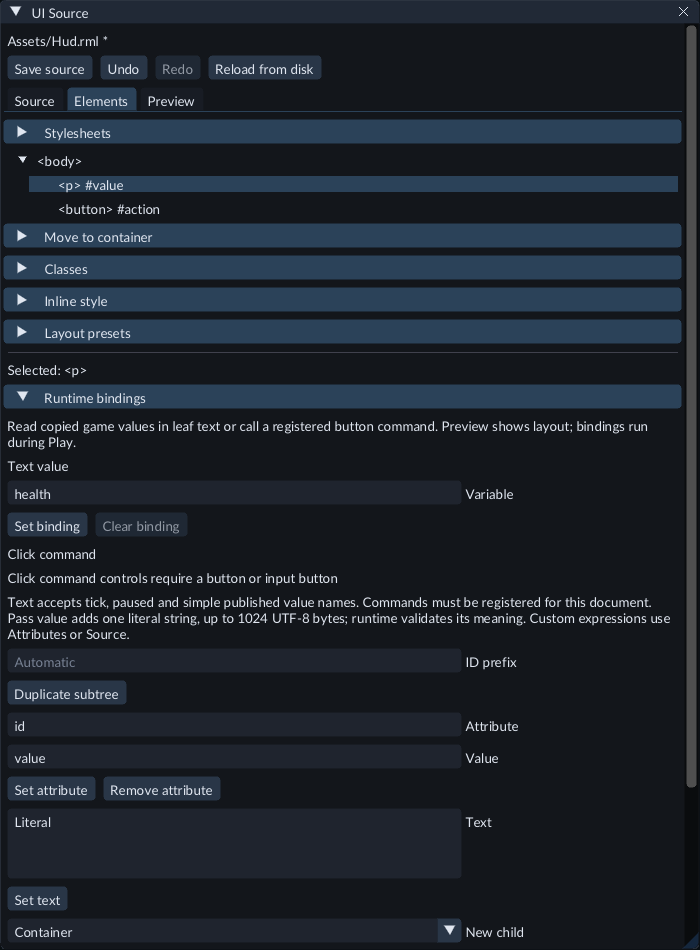 UI Source
Assets/Hud.rml *
Save source Undo Redo Reload from disk
Source Elements Preview
Stylesheets
<body>
<p> #value
<button> #action
Move to container
Classes
Inline style
Layout presets
Selected: <p>
Runtime bindings
Read copied game values in leaf text or call a registered button command. Preview shows layout; bindings run
during Play.
Text value
health Variable
Set binding Clear binding
Click command
Click command controls require a button or input button
Text accepts tick, paused and simple published value names. Commands must be registered for this document.
Pass value adds one literal string, up to 1024 UTF-8 bytes; runtime validates its meaning. Custom expressions use
Attributes or Source.
Automatic ID prefix
Duplicate subtree
id Attribute
value Value
Set attribute Remove attribute
Literal Text
Set text
Container New child